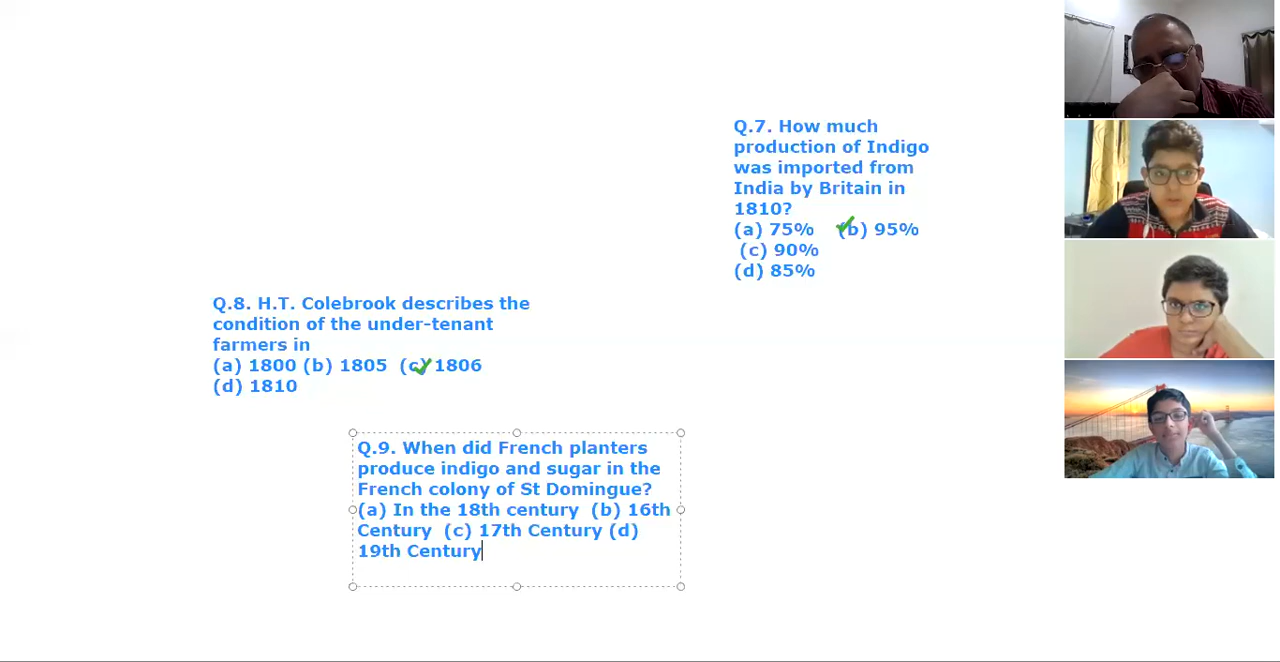 Q.7. How much
production of Indigo
was imported from
India by Britain in
1810?
(a) 75% (b) 95%
(c) 90%
(d) 85%
Q.8. H.T. Colebrook describes the
condition of the under-tenant
farmers in
(a) 1800 (b) 1805 (c) 1806
(d) 1810
Q.9. When did French planters
produce indigo and sugar in the
French colony of St Domingue?
(a) In the 18th century (b) 16th
Century (c) 17th Century (d)
19th Century